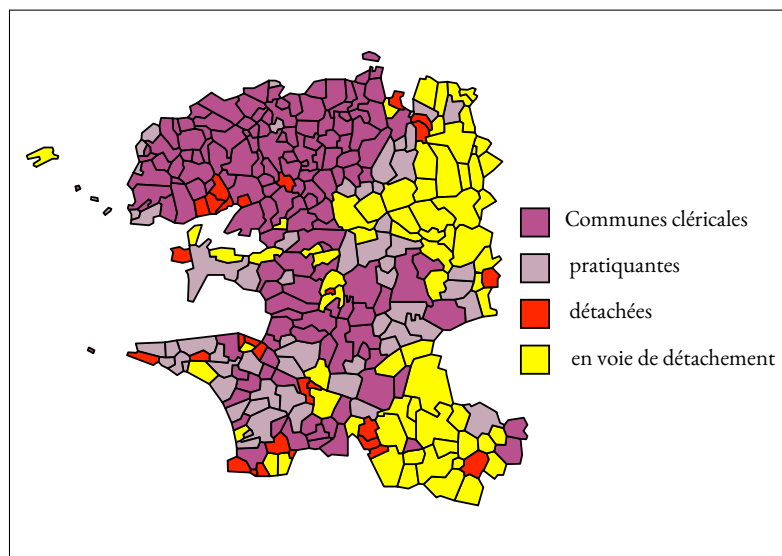 Communes cléricales
pratiquantes
détachées
en voie de détachement